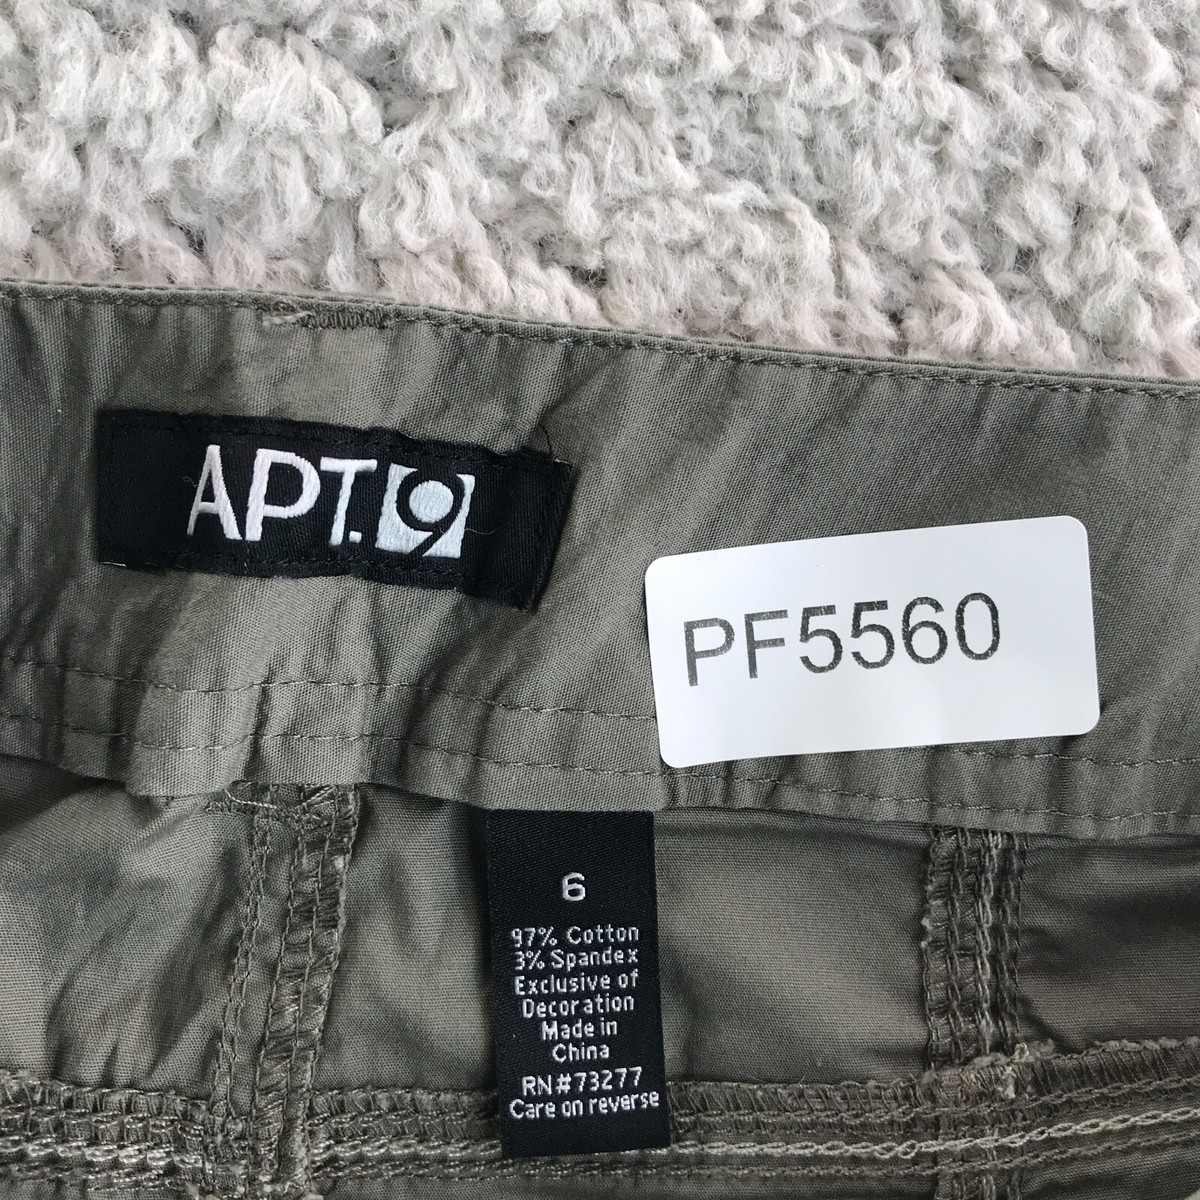 APT.9
PF5560
6
97% Cotton
3% Spandex
Exclusive of
Decoration
Made in
China
RN#73277
Care on reverse